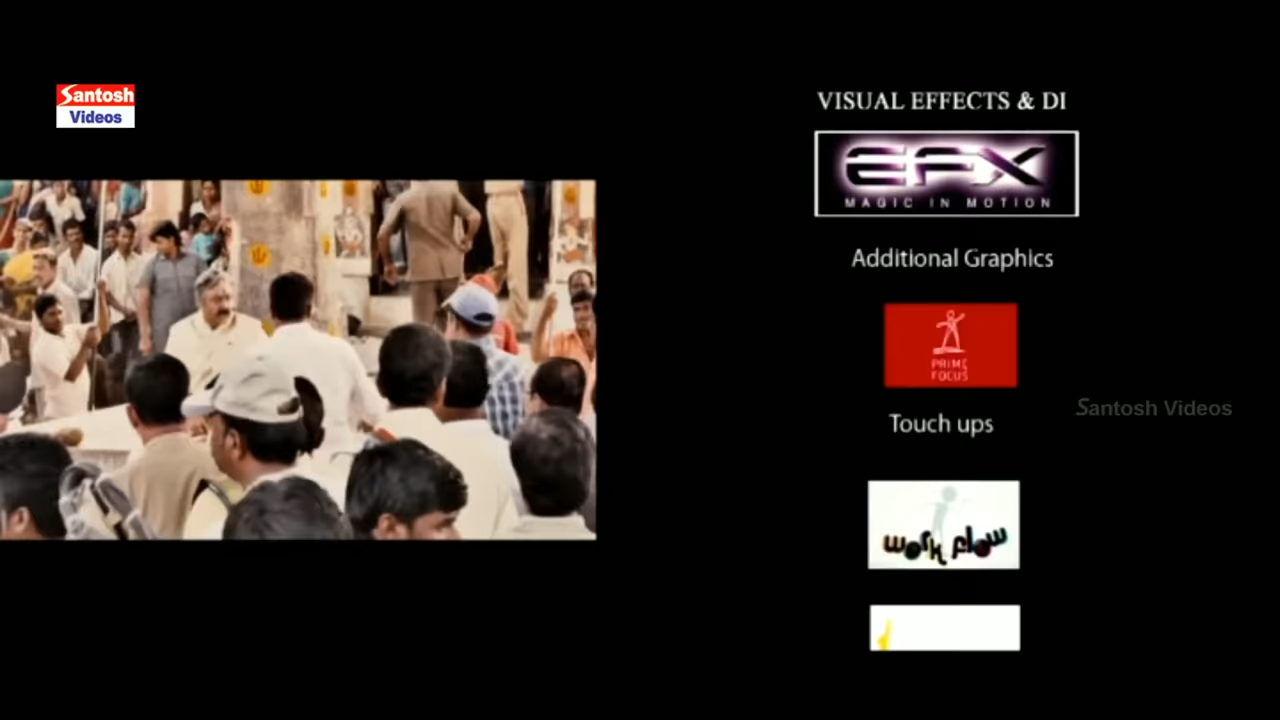 Santosh
Videos
VISUAL EFFECTS & DI
EFX
MAGIC IN MOTION
Additional Graphics
PRIME
FOCUS
Santosh Videos
Touch ups
work flow